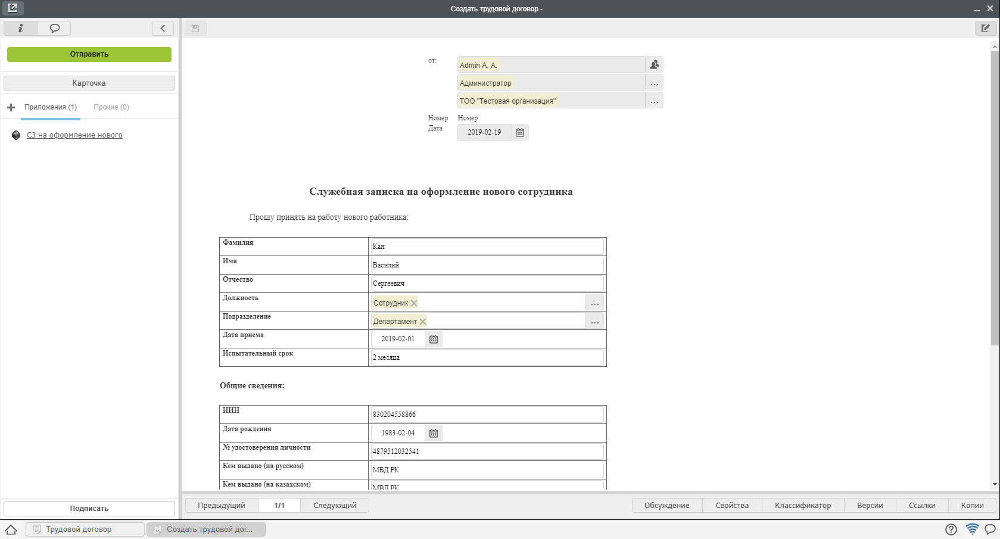 Создать трудовой договор -
Отправить
Карточка
Приложения (1) Прочие (0)
СЗ на оформление нового
Подписать
от: Admin A. A.
Администратор
ТОО "Тестовая организация"
Номер Номер
Дата 2019-02-19
Служебная записка на оформление нового сотрудника
Прошу принять на работу нового работника:
Фамилия Кан
Имя Василий
Отчество Сергеевич
Должность Сотрудник
Подразделение Департамент
Дата приема 2019-02-01
Испытательный срок 2 месяца
Общие сведения:
ИИН 830204558866
Дата рождения 1983-02-04
№ удостоверения личности 4879512032541
Кем выдано (на русском) МВД РК
Кем выдано (на казахском) МВД РК
Предыдущий 1/1 Следующий Обсуждение Свойства Классификатор Версии Ссылки Копии
Трудовой договор Создать трудовой дог...